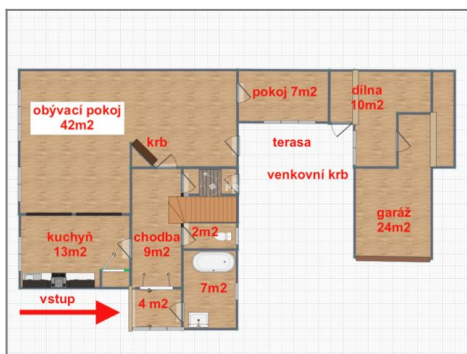 obývací pokoj
42m2
pokoj 7m2
dílna
10m2
krb
terasa
venkovní krb
garáž
24m2
kuchyň
13m2
chodba
9m2
2m2
7m2
4 m2
vstup